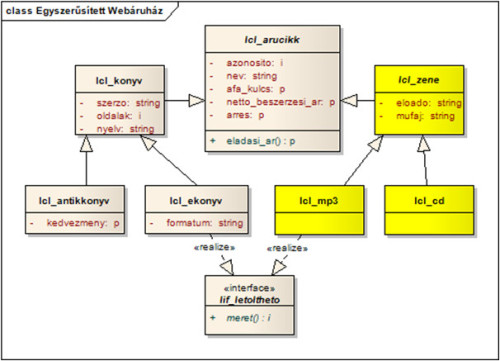 class Egyszerűsített Webáruház
lcl_arucikk
- azonosito: i
- nev: string
- afa_kulcs: p
- netto_beszerzesi_ar: p
- arres: p
+ eladasi_ar() : p
lcl_konyv
- szerzo: string
- oldalak: i
- nyelv: string
lcl_zene
- eloado: string
- mufaj: string
lcl_antikkonyv
- kedvezmeny: p
lcl_ekonyv
- formatum: string
lcl_mp3
lcl_cd
«realize»
«realize»
«interface»
lif_letoltheto
+ meret() : i